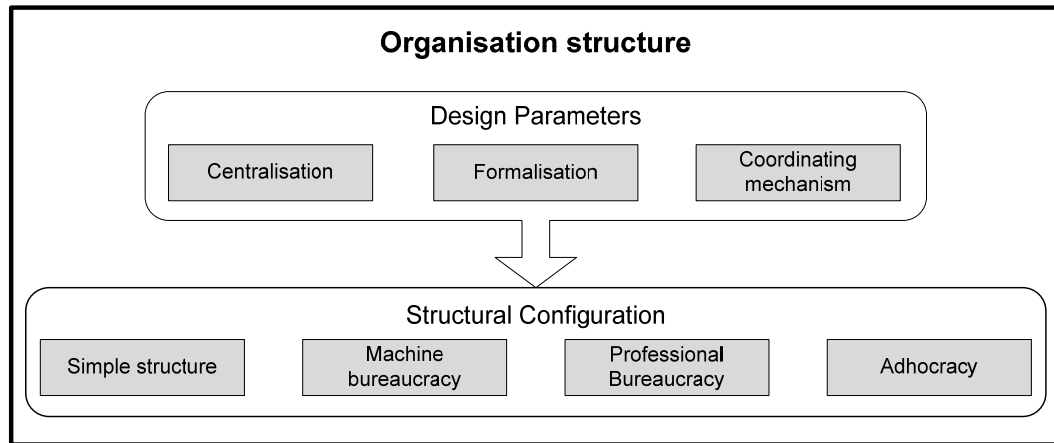 Organisation structure
Design Parameters
Centralisation
Formalisation
Coordinating
mechanism
Structural Configuration
Simple structure
Machine
bureaucracy
Professional
Bureaucracy
Adhocracy